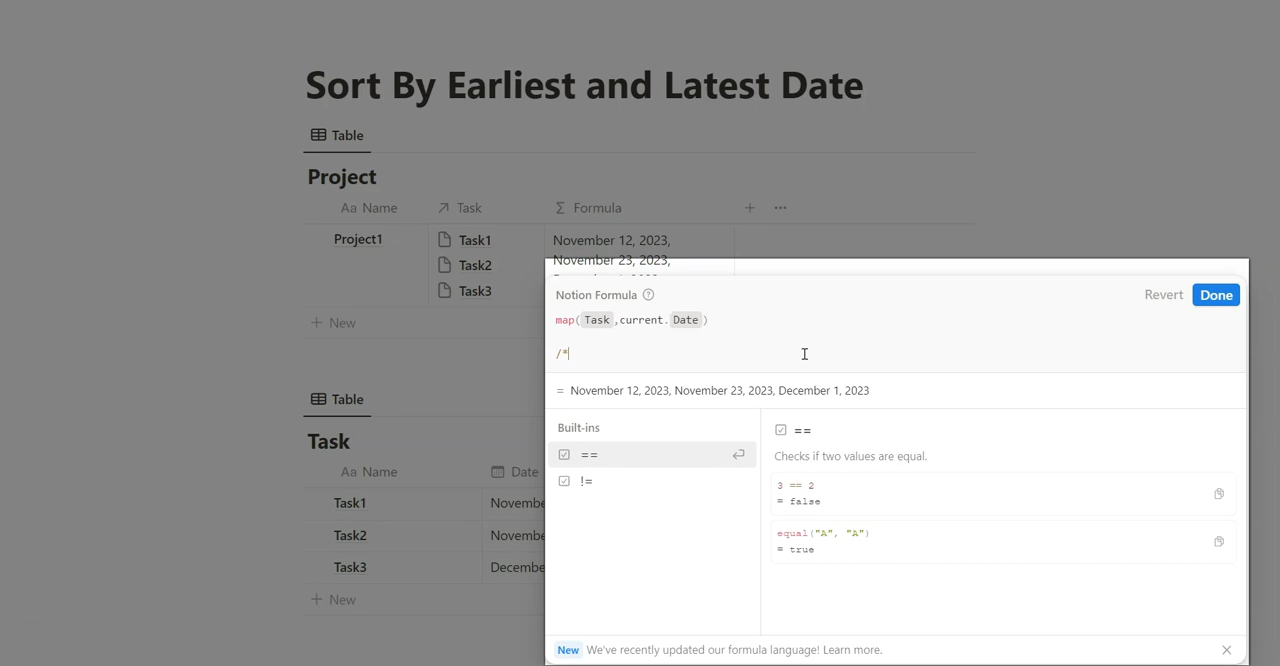 Sort By Earliest and Latest Date
Table
Project
Aa Name Task Σ Formula + •••
Project1 Task1 November 12, 2023,
Task2 November 23, 2023,
Task3
+ New
Notion Formula ? Revert Done
map(Task,current.Date)
/*
= November 12, 2023, November 23, 2023, December 1, 2023
Table
Task
Aa Name Date
Task1 Novembe
Task2 Novembe
Task3 Decembe
+ New
Built-ins
==
!=
==
Checks if two values are equal.
3 == 2
= false
equal("A", "A")
= true
New We've recently updated our formula language! Learn more.